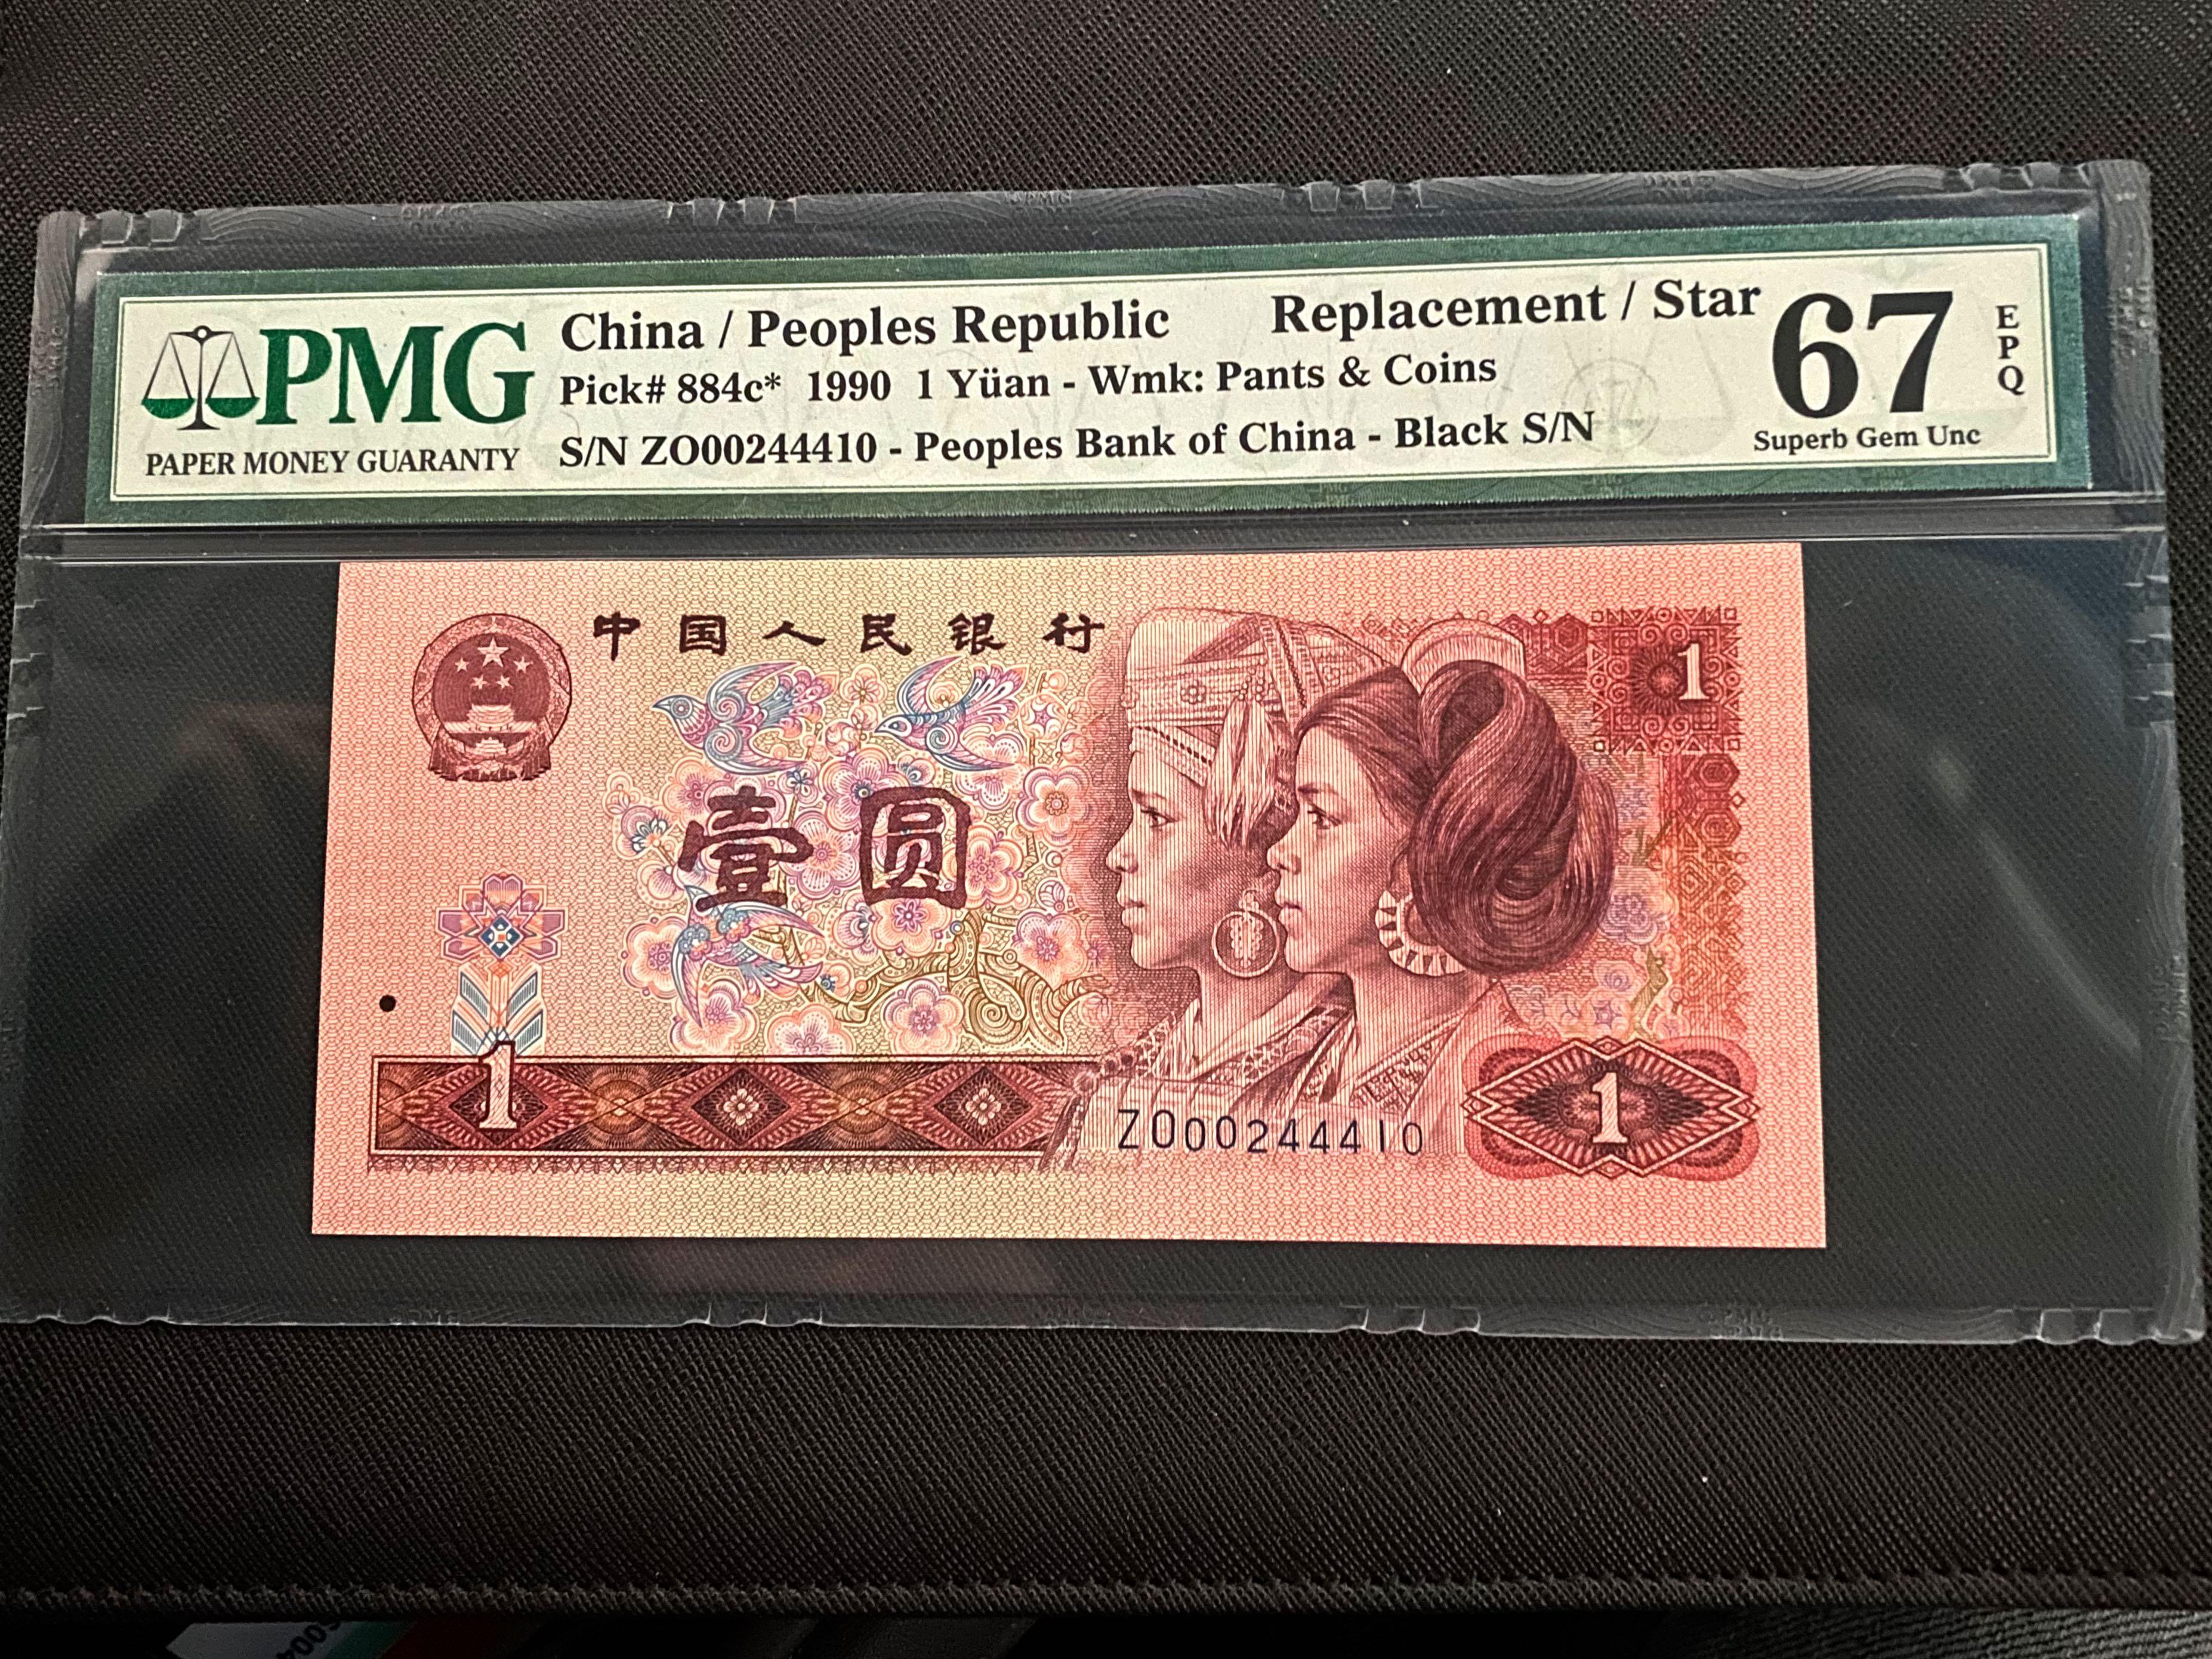 China / Peoples Republic Replacement / Star
PMG
Pick# 884c* 1990 1 Yüan - Wmk: Pants & Coins
PAPER MONEY GUARANTY
S/N ZO00244410 - Peoples Bank of China - Black S/N
67
EPQ
Superb Gem Unc
中国人民银行
1
壹圆
1
ZO00244410
1